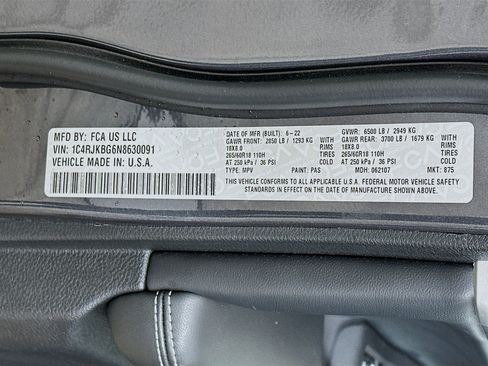 MFD BY: FCA US LLC
VIN: 1C4RJKBG6N8630091
VEHICLE MADE IN U.S.A.
DATE OF MFR (BUILT): 6-22 GVWR: 6500 LB / 2949 KG
GAWR FRONT: 2850 LB / 1293 KG WITH GAWR REAR: 3700 LB / 1679 KG WITH
18X8.0 RIMS 18X8.0 RIMS
265/60R18 110H TIRES 265/60R18 110H TIRES
AT 250 kPa / 36 PSI COLD AT 250 kPa / 36 PSI COLD
TYPE: MPV PAINT: PAS MDH: 062107 MKT: 875
THIS VEHICLE CONFORMS TO ALL APPLICABLE U.S.A. FEDERAL MOTOR VEHICLE SAFETY
BUMPER AND THEFT PREVENTION STANDARDS IN
EFFECT ON THE DATE OF MANUFACTURE SHOWN ABOVE.